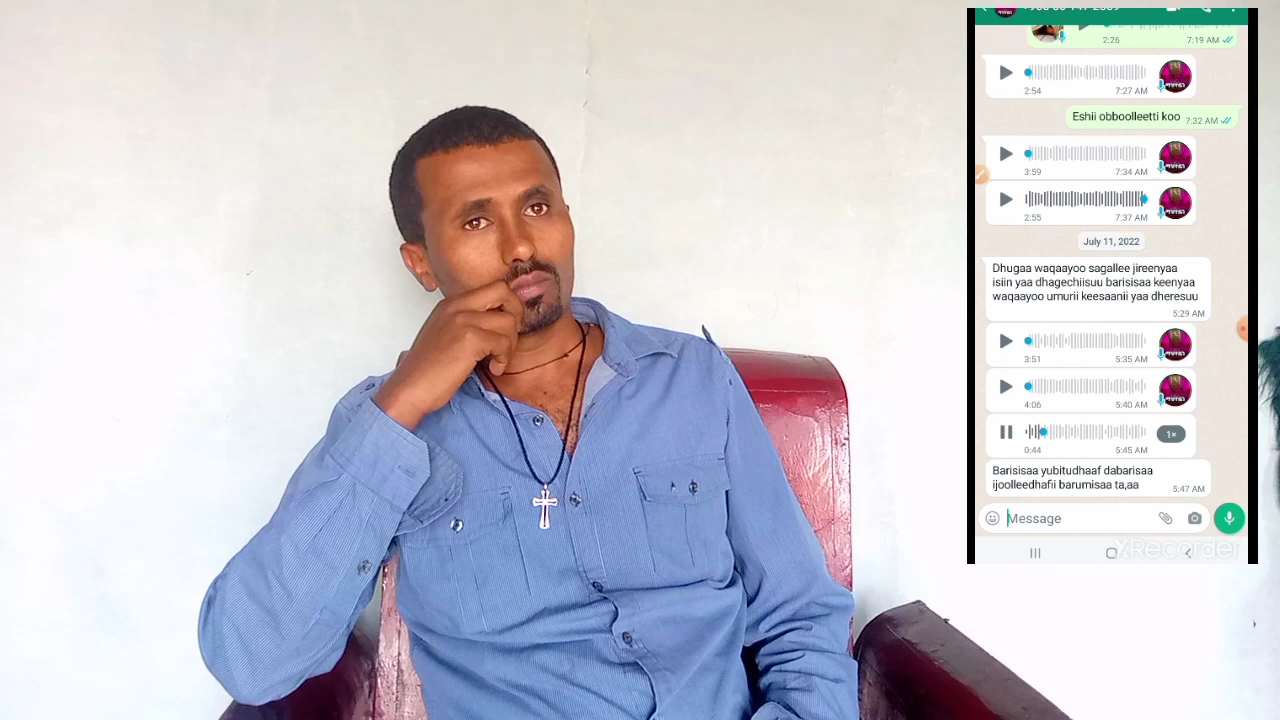 2:26 7:19 AM
2:54 7:27 AM
Eshii obboolleetti koo 7:32 AM
3:59 7:34 AM
2:55 7:37 AM
July 11, 2022
Dhugaa waqaayoo sagallee jireenyaa
isiin yaa dhagechiisuu barisisaa keenyaa
waqaayoo umurii keesaanii yaa dheresuu
5:29 AM
3:51 5:35 AM
4:06 5:40 AM
1×
0:44 5:45 AM
Barisisaa yubitudhaaf dabarisaa
ijoolleedhafii barumisaa ta,aa 5:47 AM
Message
XRecorder